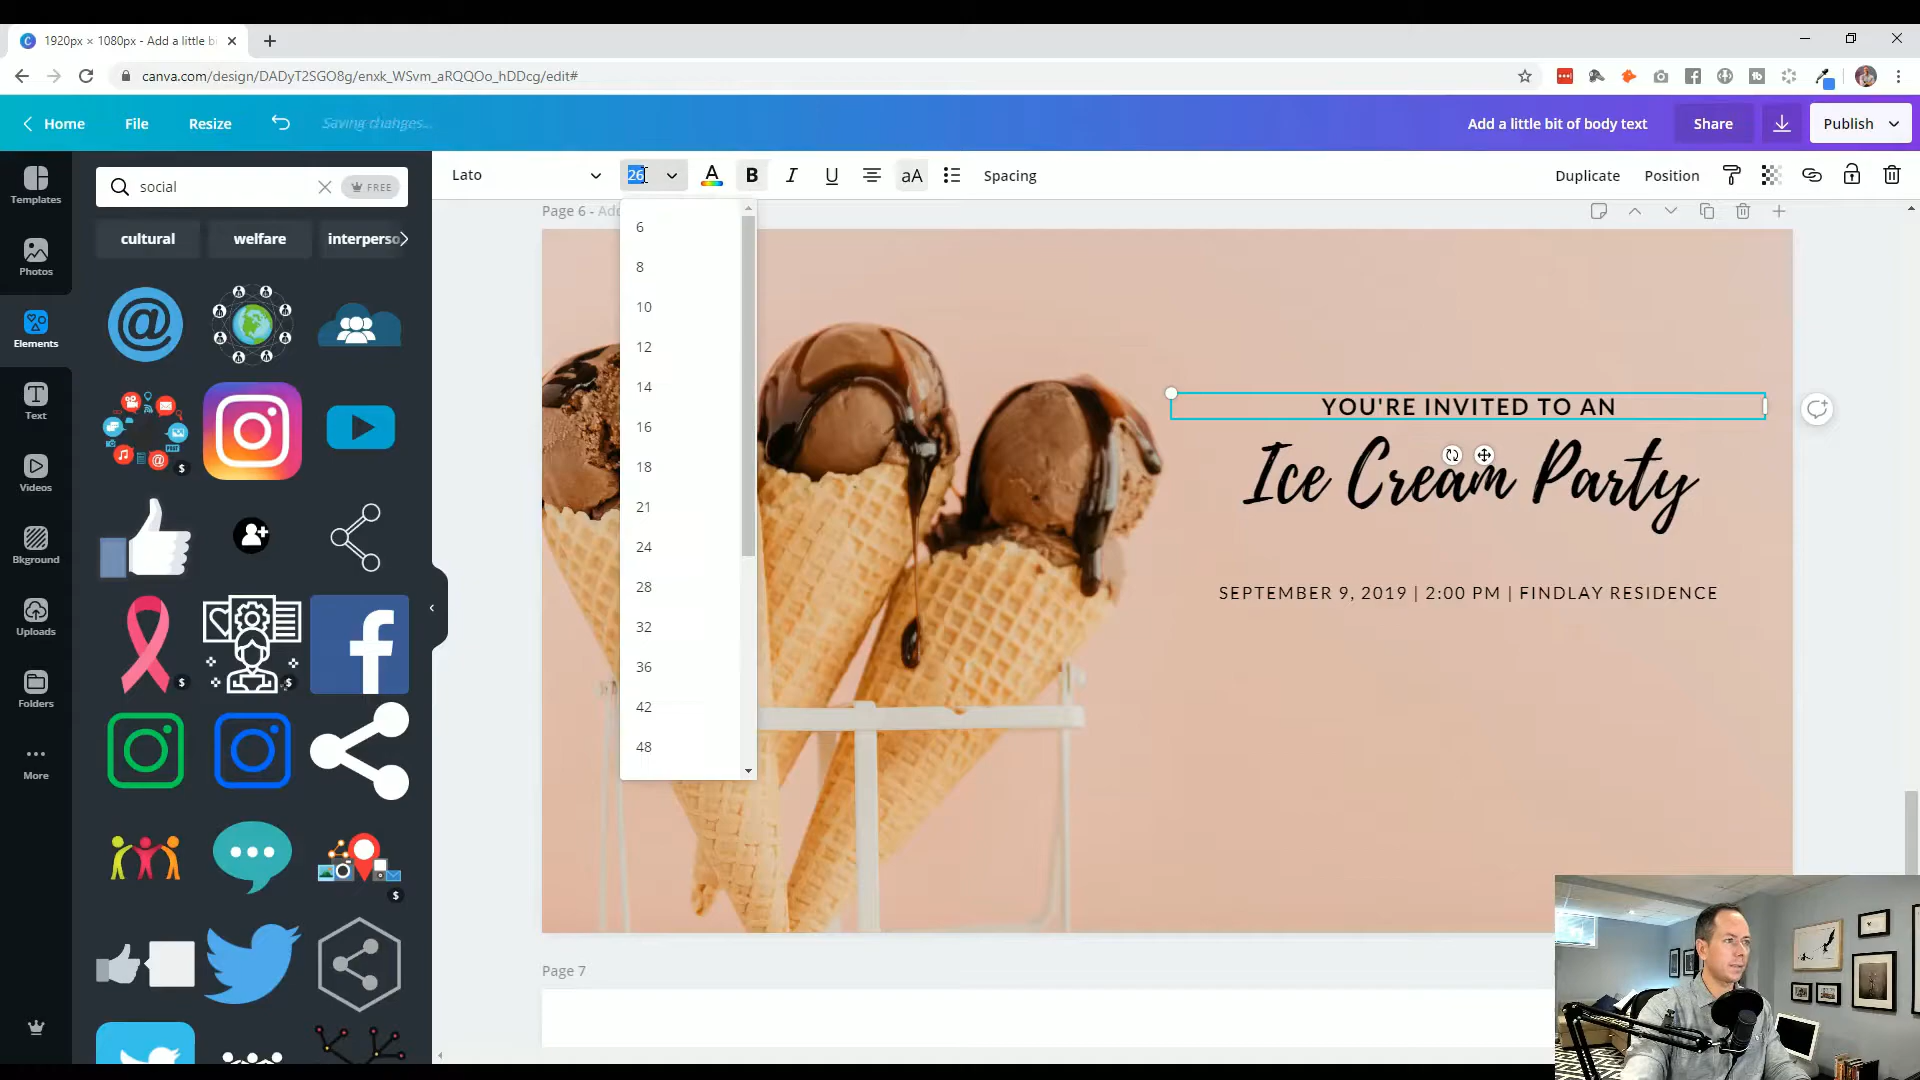 1920px × 1080px - Add a little b
canva.com/design/DADyT2SGO8g/enxk_WSvm_aRQQOo_hDDcg/edit#
Home File Resize Saving changes... Add a little bit of body text Share Publish
Templates
Photos
Elements
Text
Videos
Bkground
Uploads
Folders
More
social FREE
cultural welfare interperso
Lato 26 B I U aA Spacing Duplicate Position
Page 6 - Add
6
8
10
12
14
16
18
21
24
28
32
36
42
48
YOU'RE INVITED TO AN
Ice Cream Party
SEPTEMBER 9, 2019 | 2:00 PM | FINDLAY RESIDENCE
Page 7